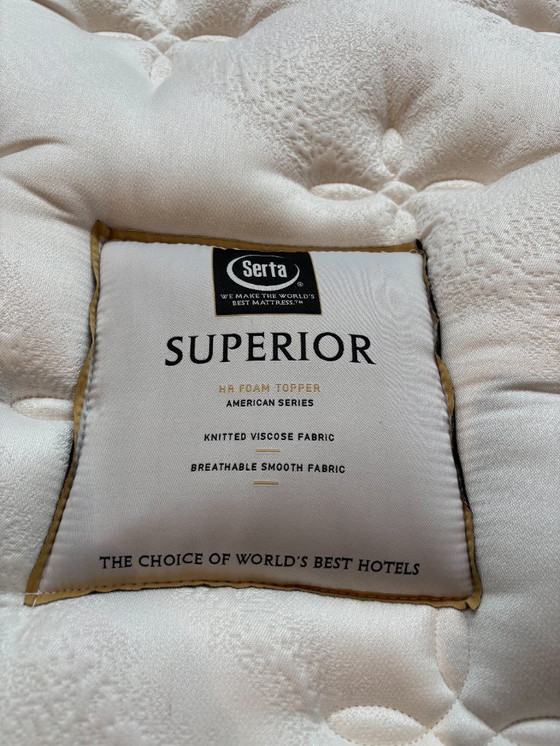 Serta®
WE MAKE THE WORLD'S
BEST MATTRESS.™
SUPERIOR
HR FOAM TOPPER
AMERICAN SERIES
KNITTED VISCOSE FABRIC
BREATHABLE SMOOTH FABRIC
THE CHOICE OF WORLD'S BEST HOTELS